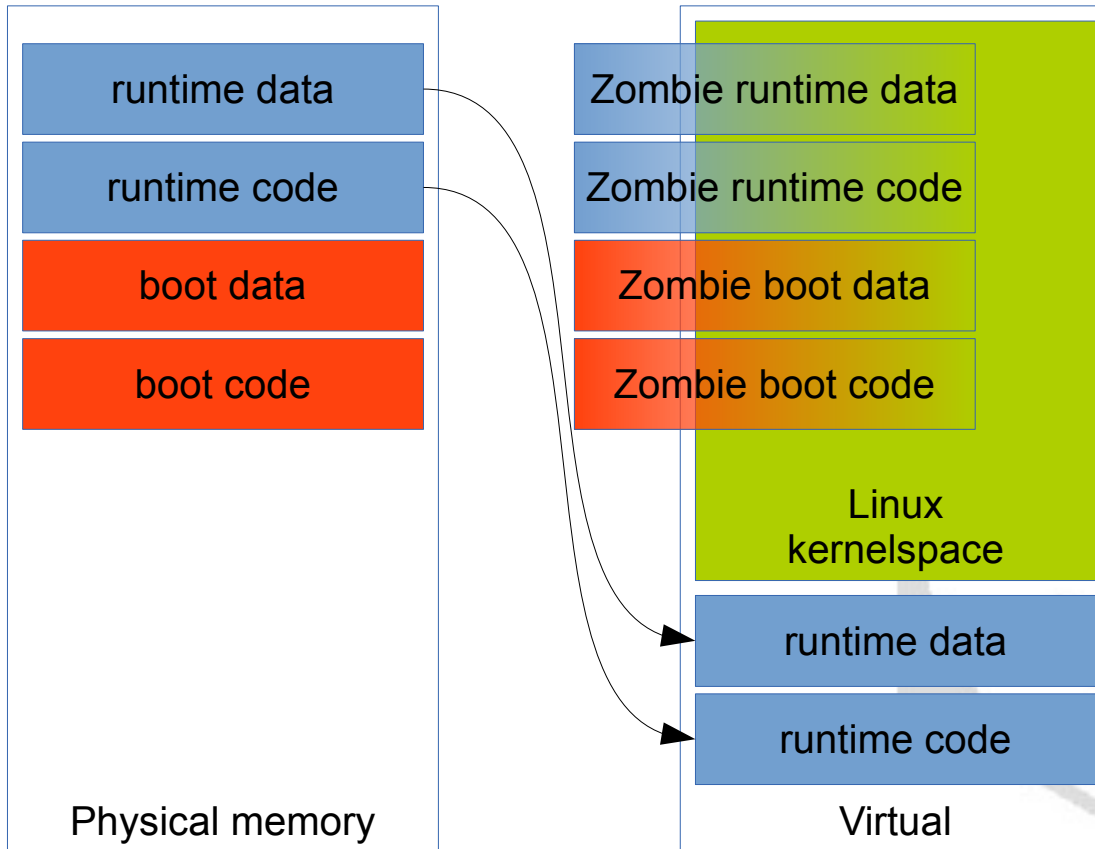 runtime data
runtime code
boot data
boot code
Physical memory
Zombie runtime data
Zombie runtime code
Zombie boot data
Zombie boot code
Linux
kernelspace
runtime data
runtime code
Virtual